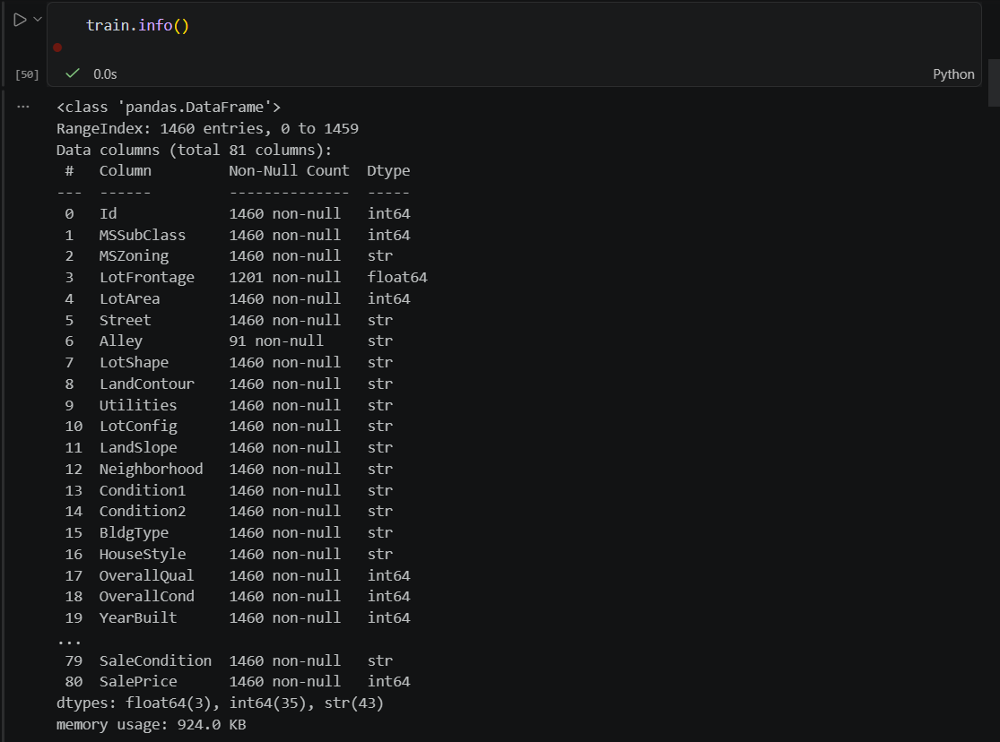 train.info()
[50]
0.0s
Python
...
<class 'pandas.DataFrame'>
RangeIndex: 1460 entries, 0 to 1459
Data columns (total 81 columns):
 #   Column         Non-Null Count  Dtype
---  ------         --------------  -----
 0   Id             1460 non-null   int64
 1   MSSubClass     1460 non-null   int64
 2   MSZoning       1460 non-null   str
 3   LotFrontage    1201 non-null   float64
 4   LotArea        1460 non-null   int64
 5   Street         1460 non-null   str
 6   Alley          91 non-null     str
 7   LotShape       1460 non-null   str
 8   LandContour    1460 non-null   str
 9   Utilities      1460 non-null   str
 10  LotConfig      1460 non-null   str
 11  LandSlope      1460 non-null   str
 12  Neighborhood   1460 non-null   str
 13  Condition1     1460 non-null   str
 14  Condition2     1460 non-null   str
 15  BldgType       1460 non-null   str
 16  HouseStyle     1460 non-null   str
 17  OverallQual    1460 non-null   int64
 18  OverallCond    1460 non-null   int64
 19  YearBuilt      1460 non-null   int64
...
 79  SaleCondition  1460 non-null   str
 80  SalePrice      1460 non-null   int64
dtypes: float64(3), int64(35), str(43)
memory usage: 924.0 KB